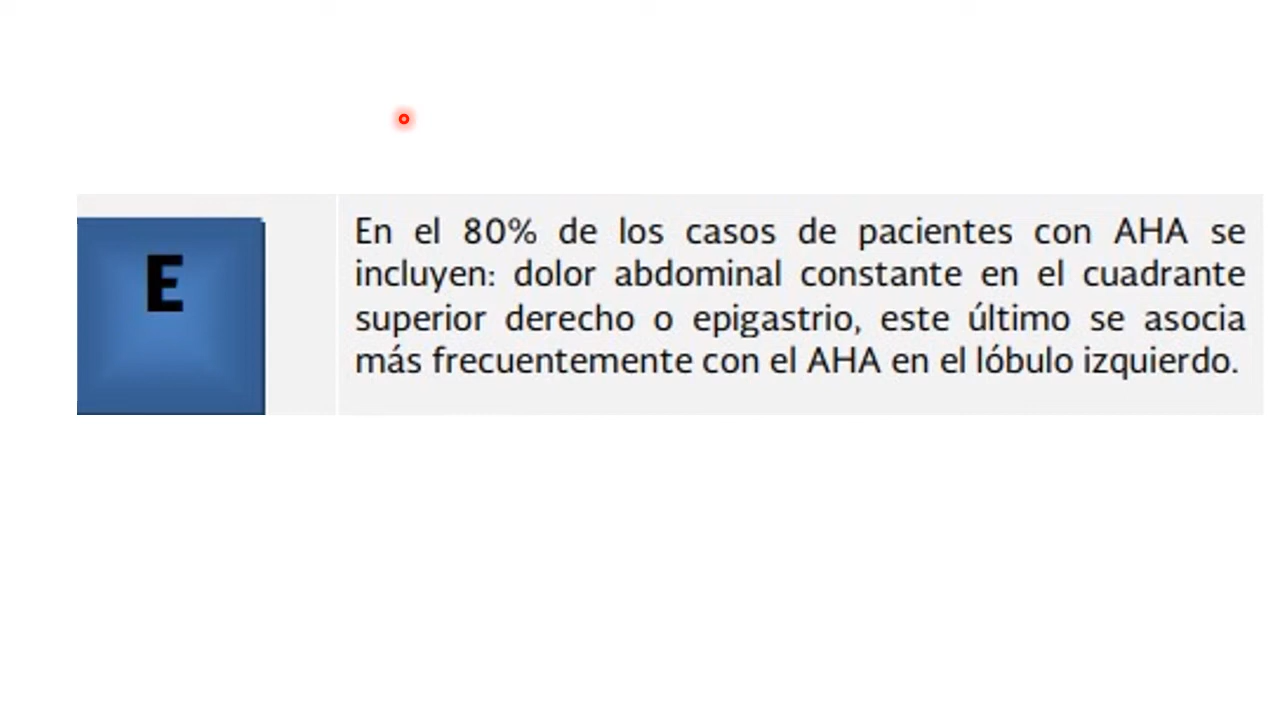 E
En el 80% de los casos de pacientes con AHA se
incluyen: dolor abdominal constante en el cuadrante
superior derecho o epigastrio, este último se asocia
más frecuentemente con el AHA en el lóbulo izquierdo.